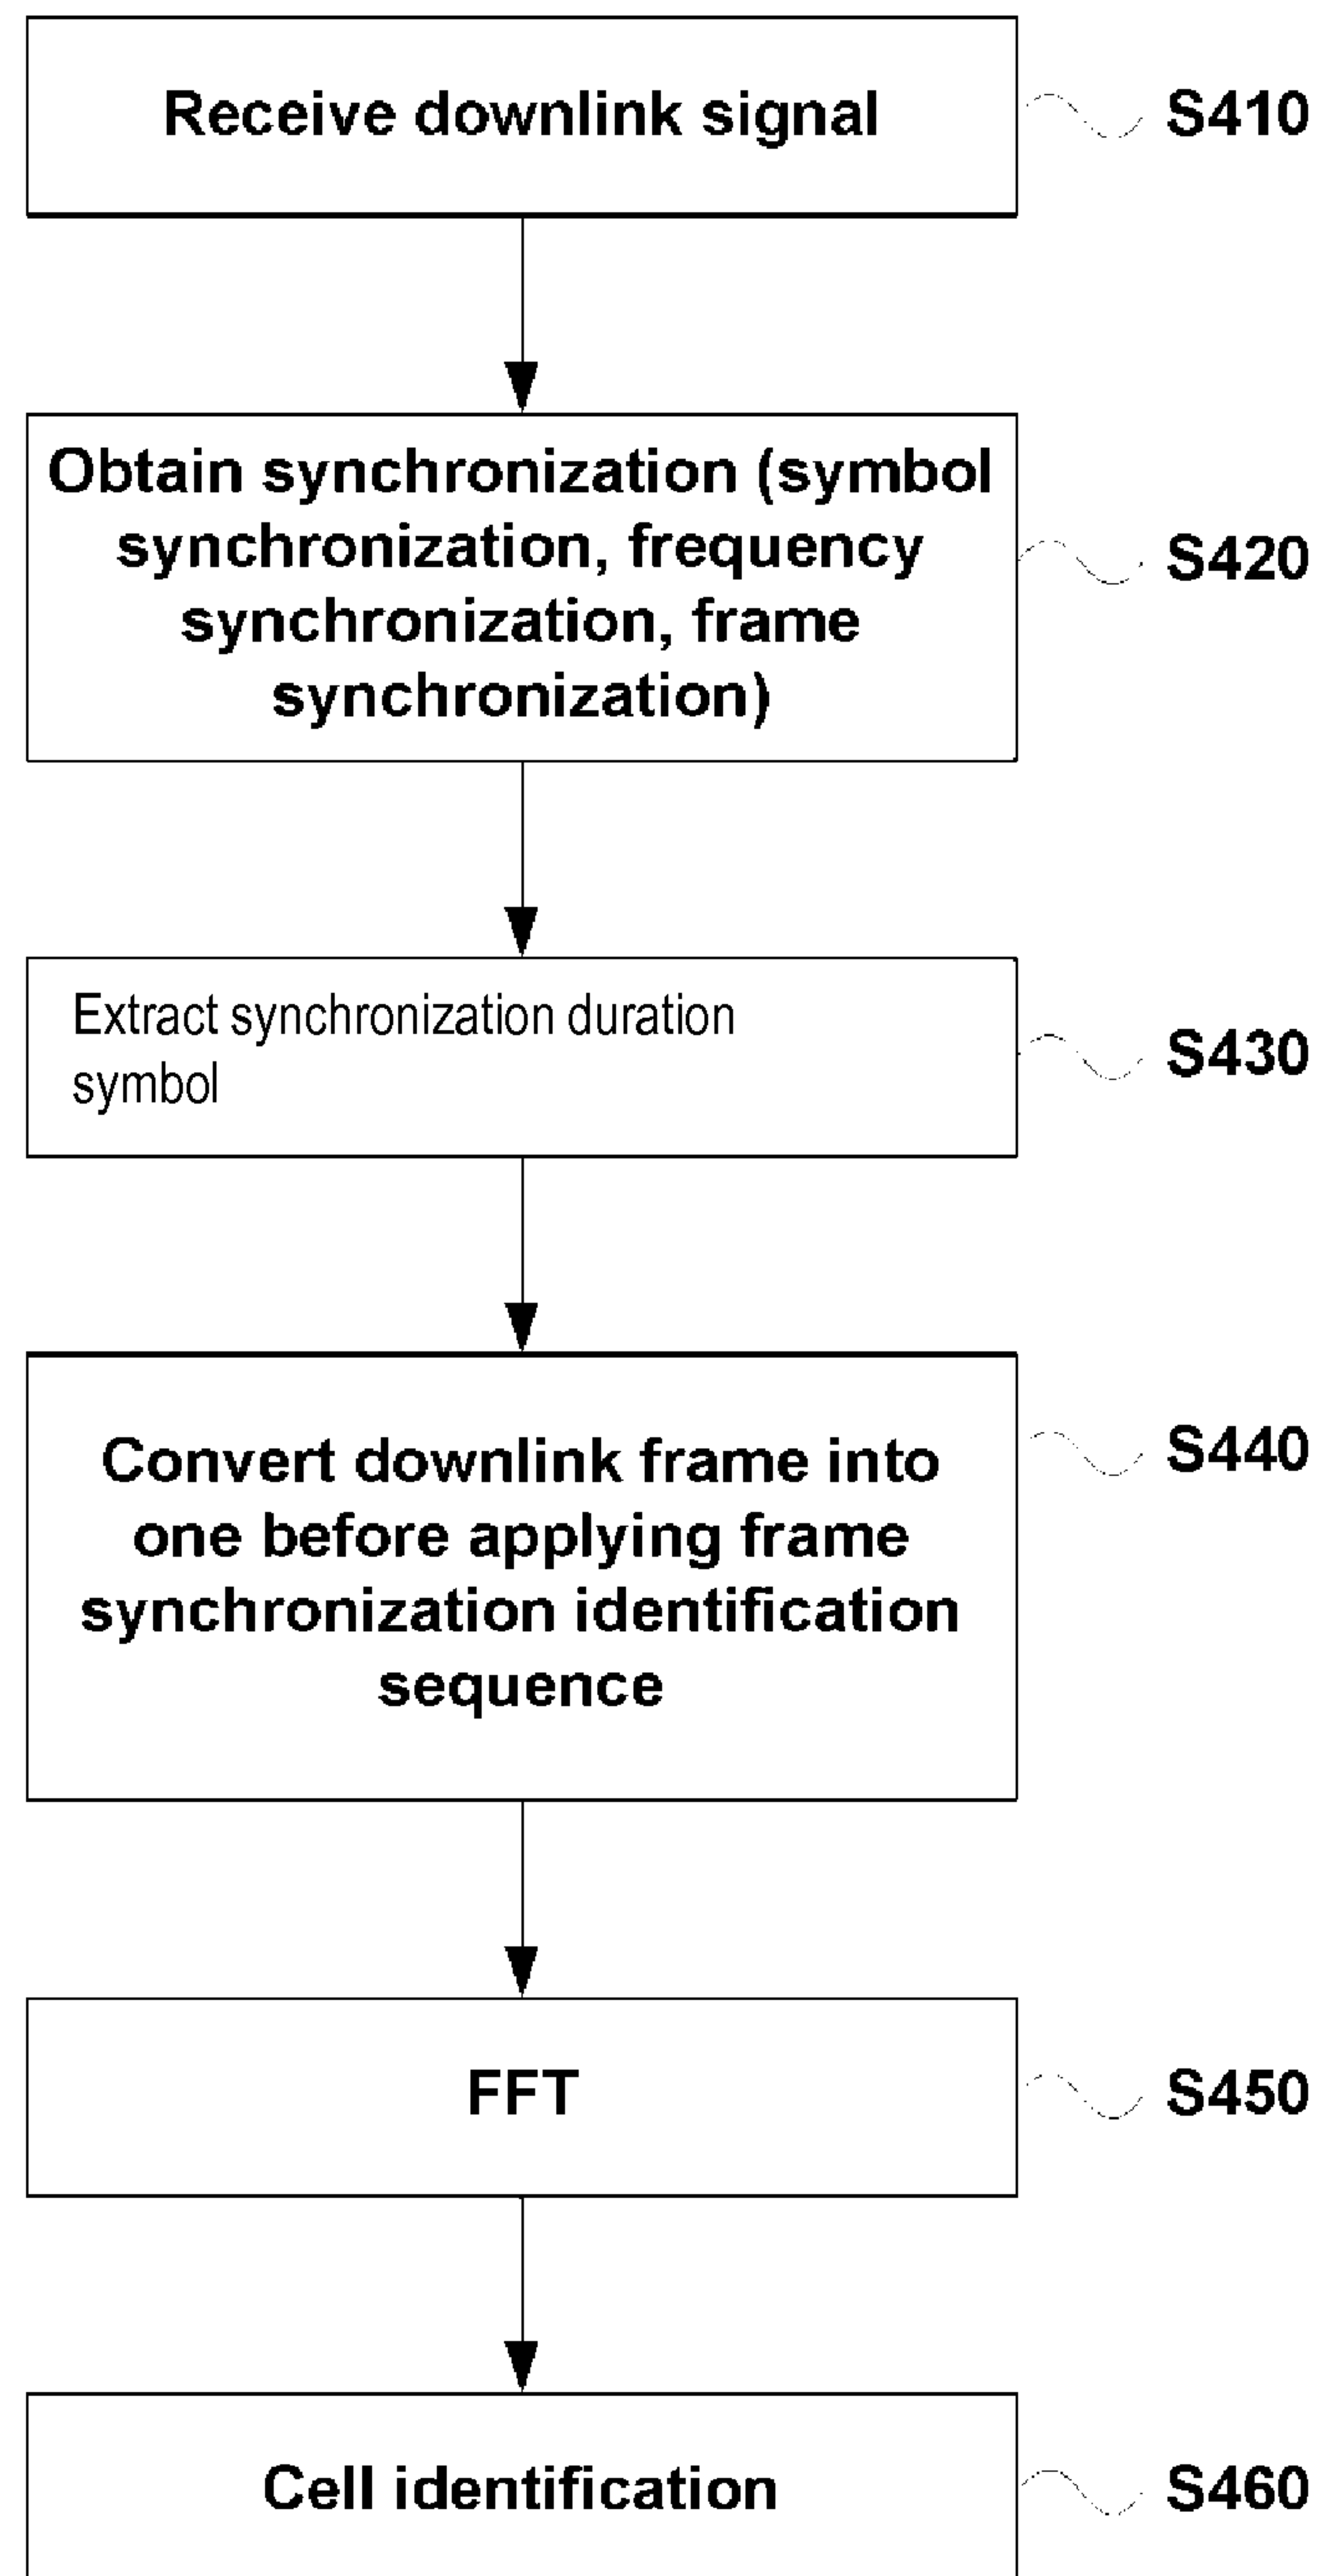 Receive downlink signal
S410
Obtain synchronization (symbol
synchronization, frequency
synchronization, frame
synchronization)
S420
Extract synchronization duration
symbol
S430
Convert downlink frame into
one before applying frame
synchronization identification
sequence
S440
FFT
S450
Cell identification
S460